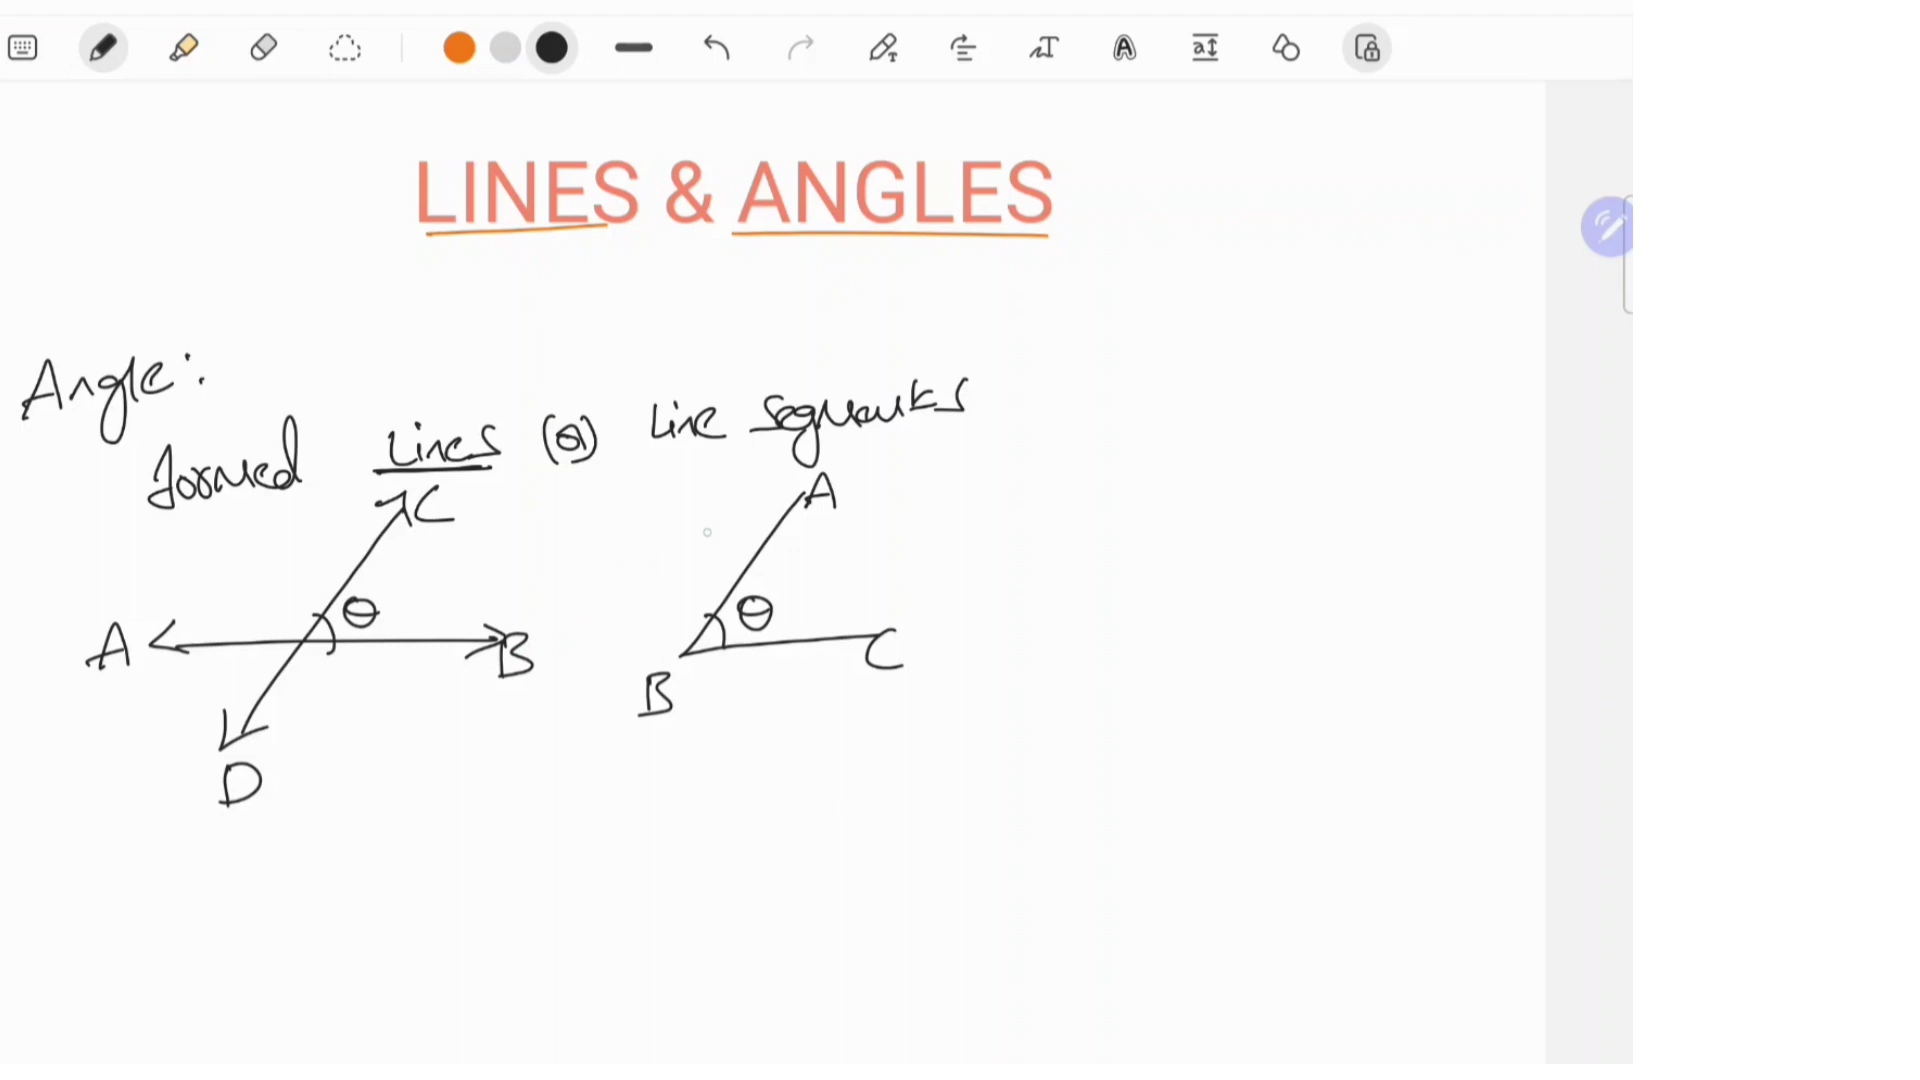 LINES & ANGLES
Angle:
formed Lines (or) Line segments
C
A
θ
θ
A
B
C
B
D